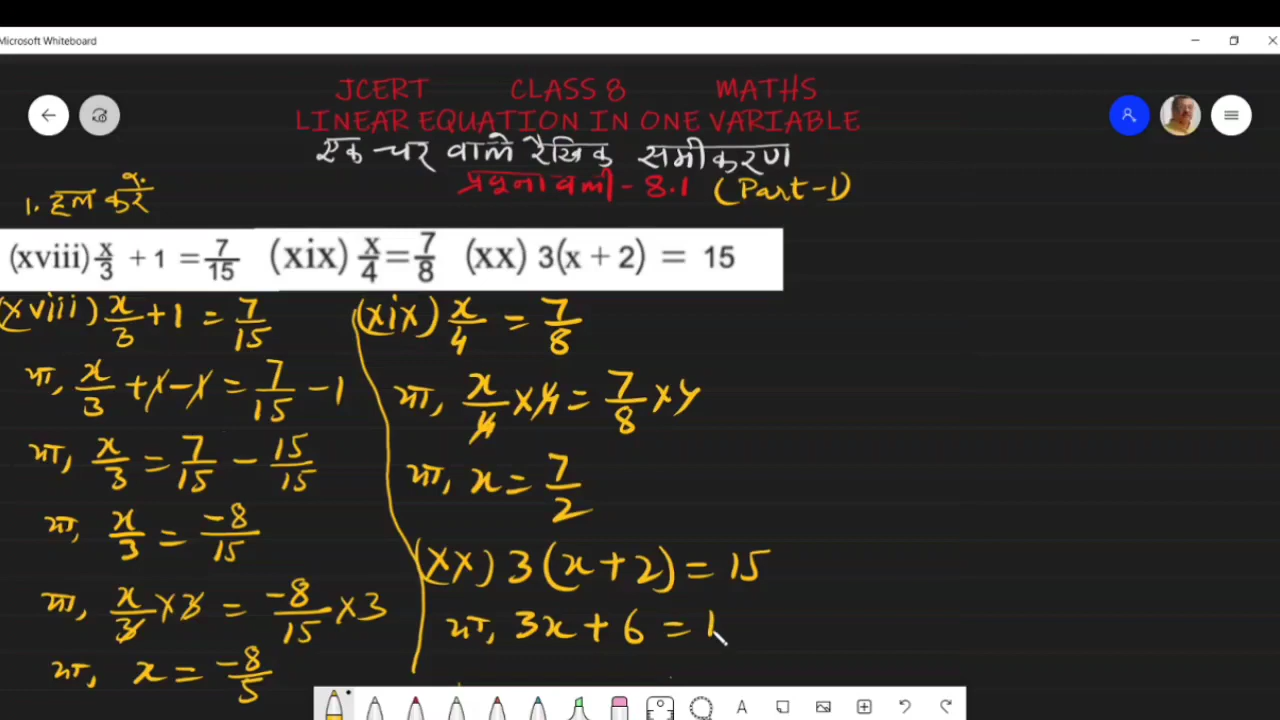 Microsoft Whiteboard
JCERT CLASS 8 MATHS
LINEAR EQUATION IN ONE VARIABLE
एक चर वाले रैखिक समीकरण
प्रश्नावली - 8.1 (Part-1)
1. हल करें
(xviii) x/3 + 1 = 7/15 (xix) x/4 = 7/8 (xx) 3(x + 2) = 15
(xviii) x/3 + 1 = 7/15
या, x/3 + 1 - 1 = 7/15 - 1
या, x/3 = 7/15 - 15/15
या, x/3 = -8/15
या, x/3 × 3 = -8/15 × 3
या, x = -8/5
(xix) x/4 = 7/8
या, x/4 × 4 = 7/8 × 4
या, x = 7/2
(xx) 3(x + 2) = 15
या, 3x + 6 = 1
A